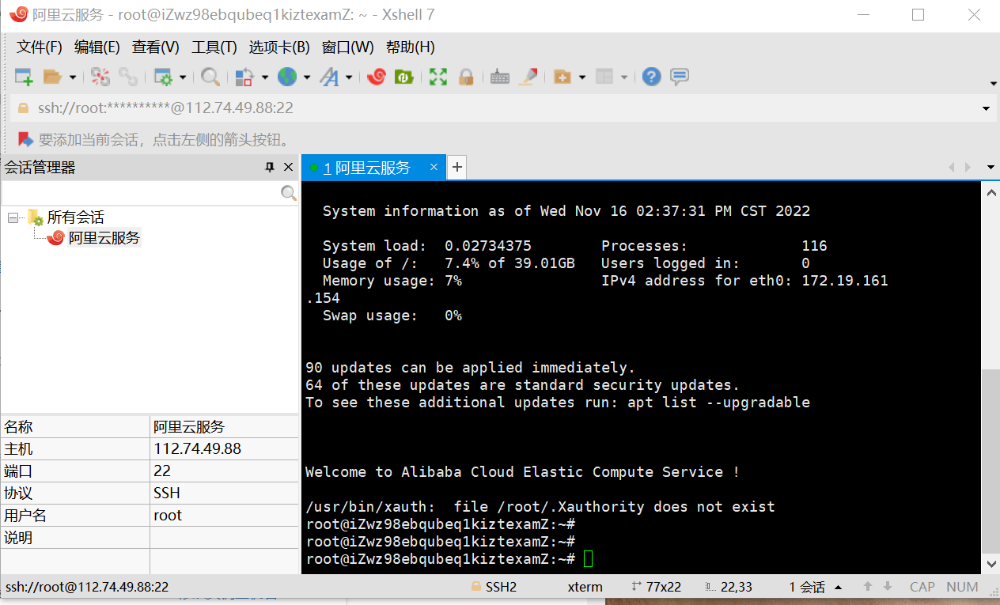 阿里云服务 - root@iZwz98ebqubeq1kiztexamZ: ~ - Xshell 7
文件(F) 编辑(E) 查看(V) 工具(T) 选项卡(B) 窗口(W) 帮助(H)
ssh://root:**********@112.74.49.88:22
要添加当前会话，点击左侧的箭头按钮。
会话管理器
所有会话
阿里云服务
名称 阿里云服务
主机 112.74.49.88
端口 22
协议 SSH
用户名 root
说明
1 阿里云服务
System information as of Wed Nov 16 02:37:31 PM CST 2022
System load: 0.02734375 Processes: 116
Usage of /: 7.4% of 39.01GB Users logged in: 0
Memory usage: 7% IPv4 address for eth0: 172.19.161
.154
Swap usage: 0%
90 updates can be applied immediately.
64 of these updates are standard security updates.
To see these additional updates run: apt list --upgradable
Welcome to Alibaba Cloud Elastic Compute Service !
/usr/bin/xauth:  file /root/.Xauthority does not exist
root@iZwz98ebqubeq1kiztexamZ:~#
root@iZwz98ebqubeq1kiztexamZ:~#
root@iZwz98ebqubeq1kiztexamZ:~#
ssh://root@112.74.49.88:22 SSH2 xterm 77x22 22,33 1 会话 CAP NUM